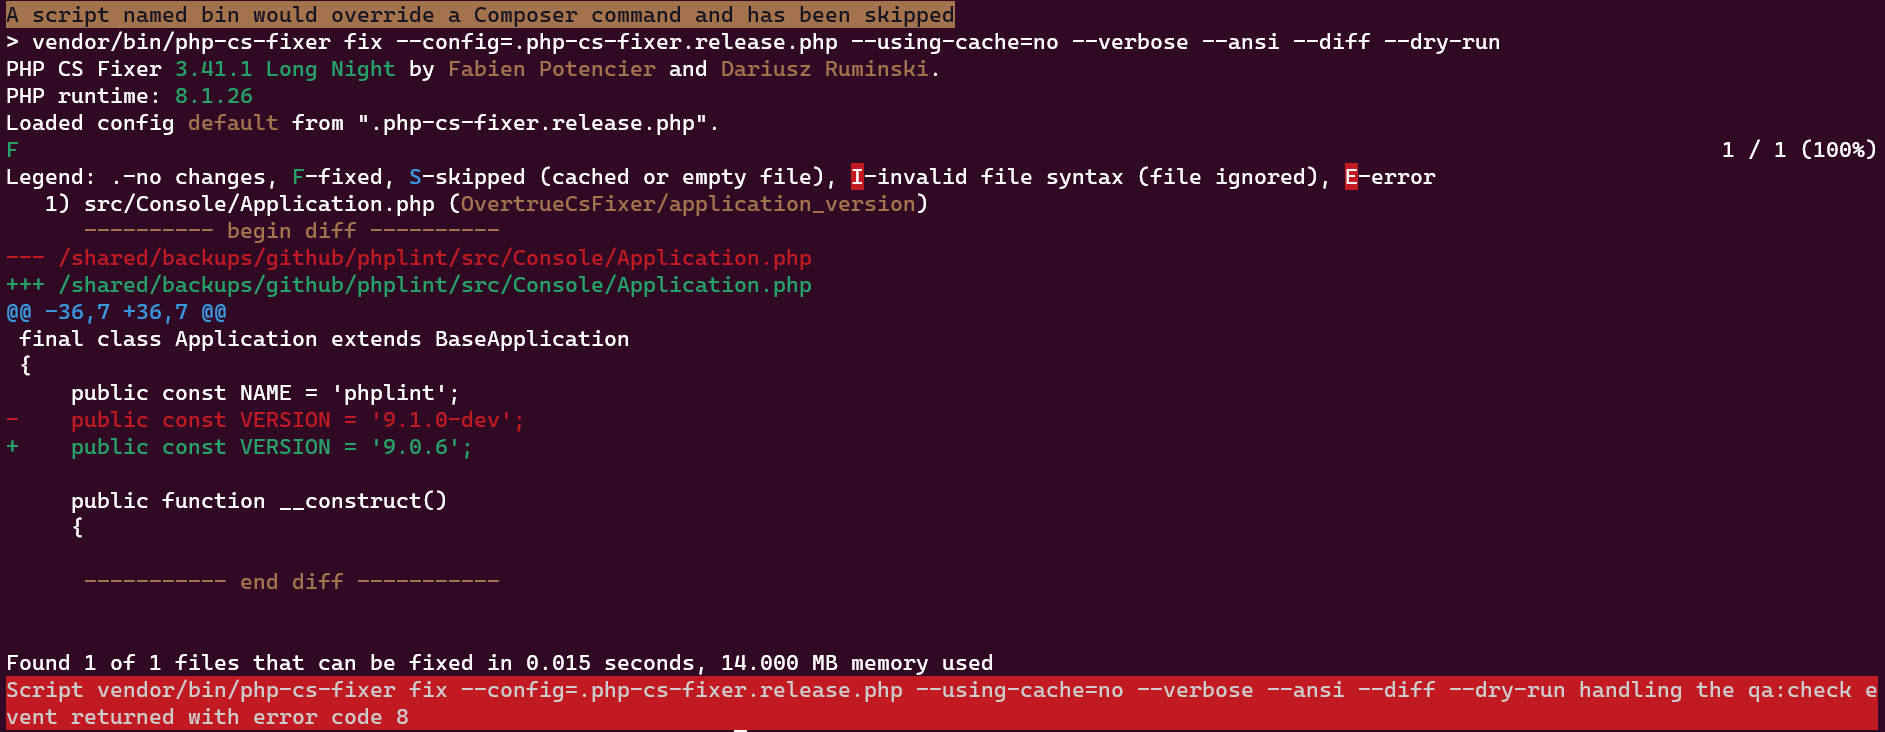 A script named bin would override a Composer command and has been skipped
> vendor/bin/php-cs-fixer fix --config=.php-cs-fixer.release.php --using-cache=no --verbose --ansi --diff --dry-run
PHP CS Fixer 3.41.1 Long Night by Fabien Potencier and Dariusz Ruminski.
PHP runtime: 8.1.26
Loaded config default from ".php-cs-fixer.release.php".
F 1 / 1 (100%)
Legend: .-no changes, F-fixed, S-skipped (cached or empty file), I-invalid file syntax (file ignored), E-error
   1) src/Console/Application.php (OvertrueCsFixer/application_version)
      ---------- begin diff ----------
--- /shared/backups/github/phplint/src/Console/Application.php
+++ /shared/backups/github/phplint/src/Console/Application.php
@@ -36,7 +36,7 @@
 final class Application extends BaseApplication
 {
     public const NAME = 'phplint';
-    public const VERSION = '9.1.0-dev';
+    public const VERSION = '9.0.6';
     public function __construct()
     {
      ----------- end diff -----------
Found 1 of 1 files that can be fixed in 0.015 seconds, 14.000 MB memory used
Script vendor/bin/php-cs-fixer fix --config=.php-cs-fixer.release.php --using-cache=no --verbose --ansi --diff --dry-run handling the qa:check e
vent returned with error code 8